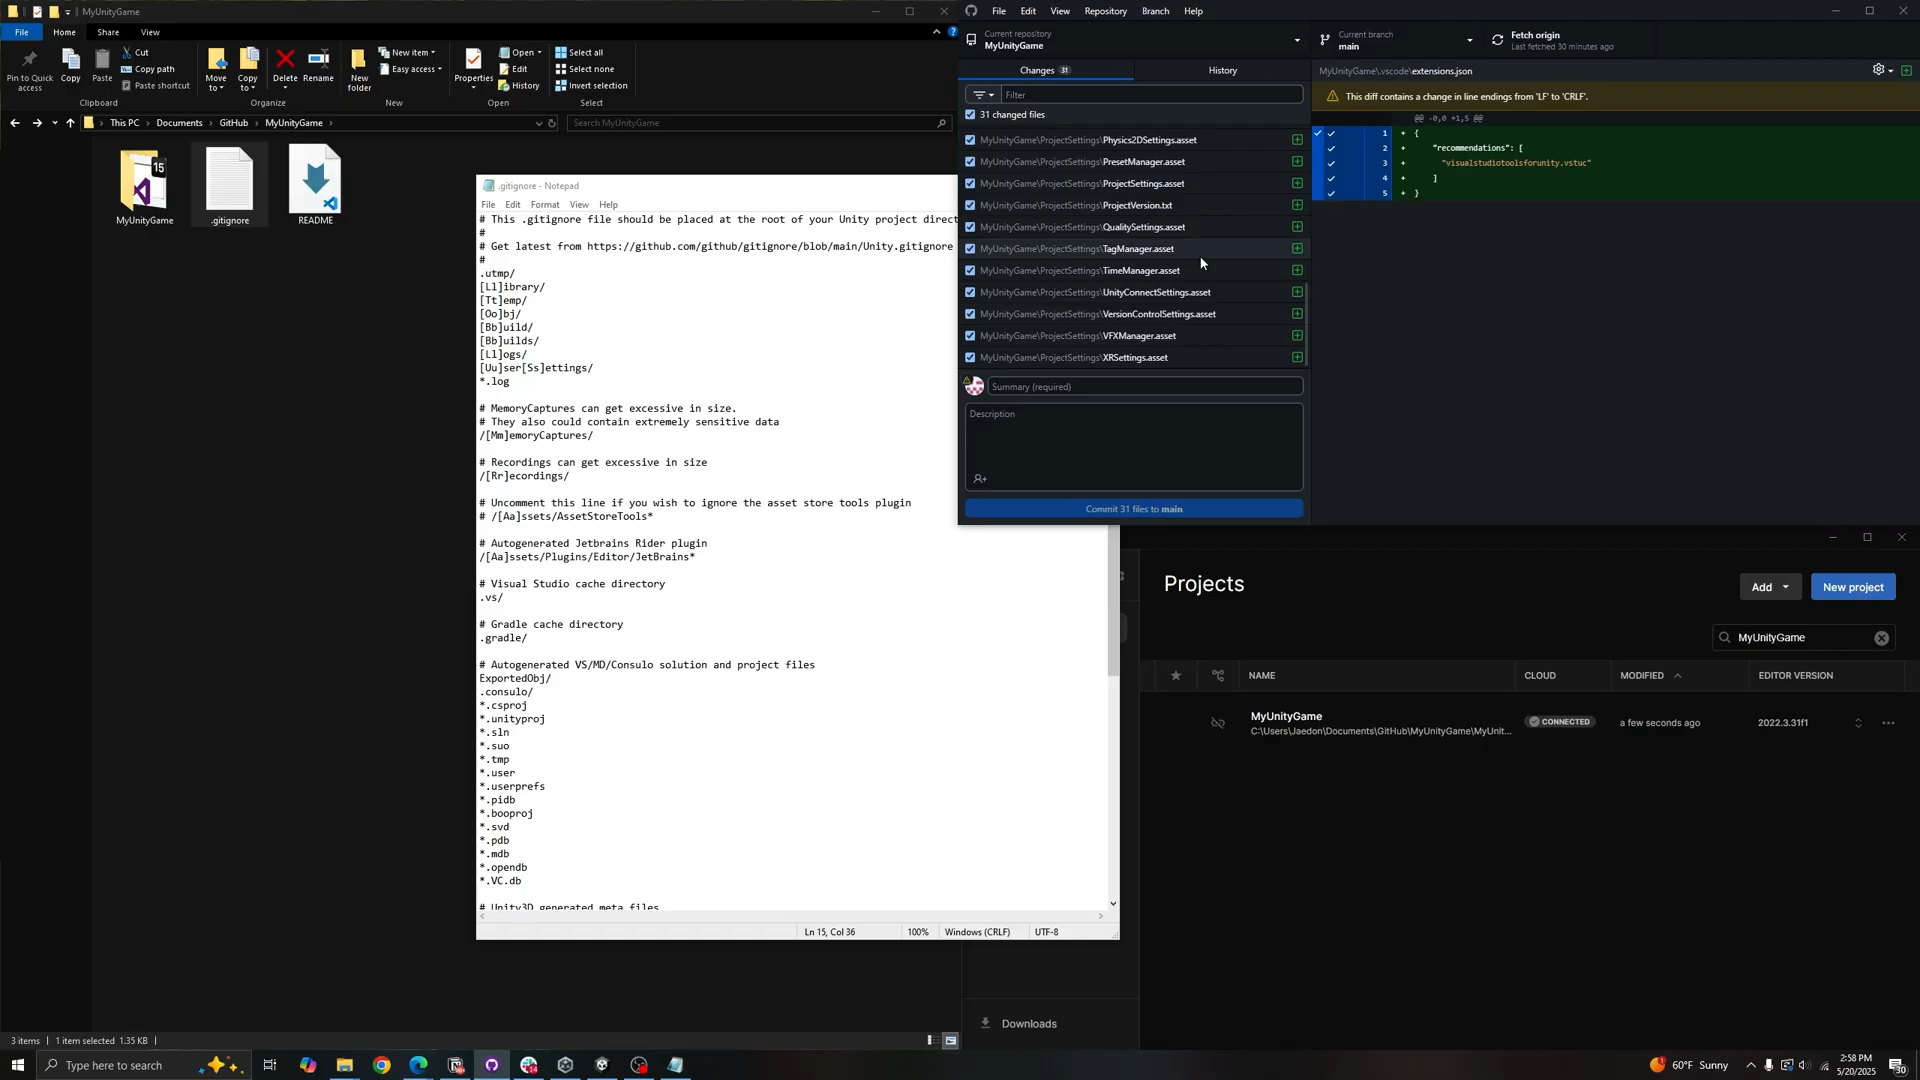 MyUnityGame
File
Home
Share
View
Pin to Quick access
Copy
Paste
Cut
Copy path
Paste shortcut
Clipboard
Move to
Copy to
Delete
Rename
Organize
New folder
New item
Easy access
New
Properties
Open
Edit
History
Open
Select all
Select none
Invert selection
Select
This PC > Documents > GitHub > MyUnityGame >
Search MyUnityGame
15
MyUnityGame
.gitignore
README
3 items
1 item selected 1.35 KB
.gitignore - Notepad
File Edit Format View Help
# This .gitignore file should be placed at the root of your Unity project direct
#
# Get latest from https://github.com/github/gitignore/blob/main/Unity.gitignore
#
.utmp/
[Ll]ibrary/
[Tt]emp/
[Oo]bj/
[Bb]uild/
[Bb]uilds/
[Ll]ogs/
[Uu]ser[Ss]ettings/
*.log
# MemoryCaptures can get excessive in size.
# They also could contain extremely sensitive data
/[Mm]emoryCaptures/
# Recordings can get excessive in size
/[Rr]ecordings/
# Uncomment this line if you wish to ignore the asset store tools plugin
# /[Aa]ssets/AssetStoreTools*
# Autogenerated Jetbrains Rider plugin
/[Aa]ssets/Plugins/Editor/JetBrains*
# Visual Studio cache directory
.vs/
# Gradle cache directory
.gradle/
# Autogenerated VS/MD/Consulo solution and project files
ExportedObj/
.consulo/
*.csproj
*.unityproj
*.sln
*.suo
*.tmp
*.user
*.userprefs
*.pidb
*.booproj
*.svd
*.pdb
*.mdb
*.opendb
*.VC.db
# Unity3D generated meta files
Ln 15, Col 36
100%
Windows (CRLF)
UTF-8
File Edit View Repository Branch Help
Current repository
MyUnityGame
Current branch
main
Fetch origin
Last fetched 30 minutes ago
Changes 31
History
Filter
31 changed files
MyUnityGame\ProjectSettings\Physics2DSettings.asset
MyUnityGame\ProjectSettings\PresetManager.asset
MyUnityGame\ProjectSettings\ProjectSettings.asset
MyUnityGame\ProjectSettings\ProjectVersion.txt
MyUnityGame\ProjectSettings\QualitySettings.asset
MyUnityGame\ProjectSettings\TagManager.asset
MyUnityGame\ProjectSettings\TimeManager.asset
MyUnityGame\ProjectSettings\UnityConnectSettings.asset
MyUnityGame\ProjectSettings\VersionControlSettings.asset
MyUnityGame\ProjectSettings\VFXManager.asset
MyUnityGame\ProjectSettings\XRSettings.asset
Summary (required)
Description
Commit 31 files to main
MyUnityGame\.vscode\extensions.json
This diff contains a change in line endings from 'LF' to 'CRLF'.
@@ -0,0 +1,5 @@
1 + {
2 + "recommendations": [
3 + "visualstudiotoolsforunity.vstuc"
4 + ]
5 + }
Projects
Add
New project
MyUnityGame
NAME
CLOUD
MODIFIED
EDITOR VERSION
MyUnityGame
C:\Users\Jaedon\Documents\GitHub\MyUnityGame\MyUnit...
CONNECTED
a few seconds ago
2022.3.31f1
Downloads
Type here to search
60°F Sunny
2:58 PM
5/20/2025
30